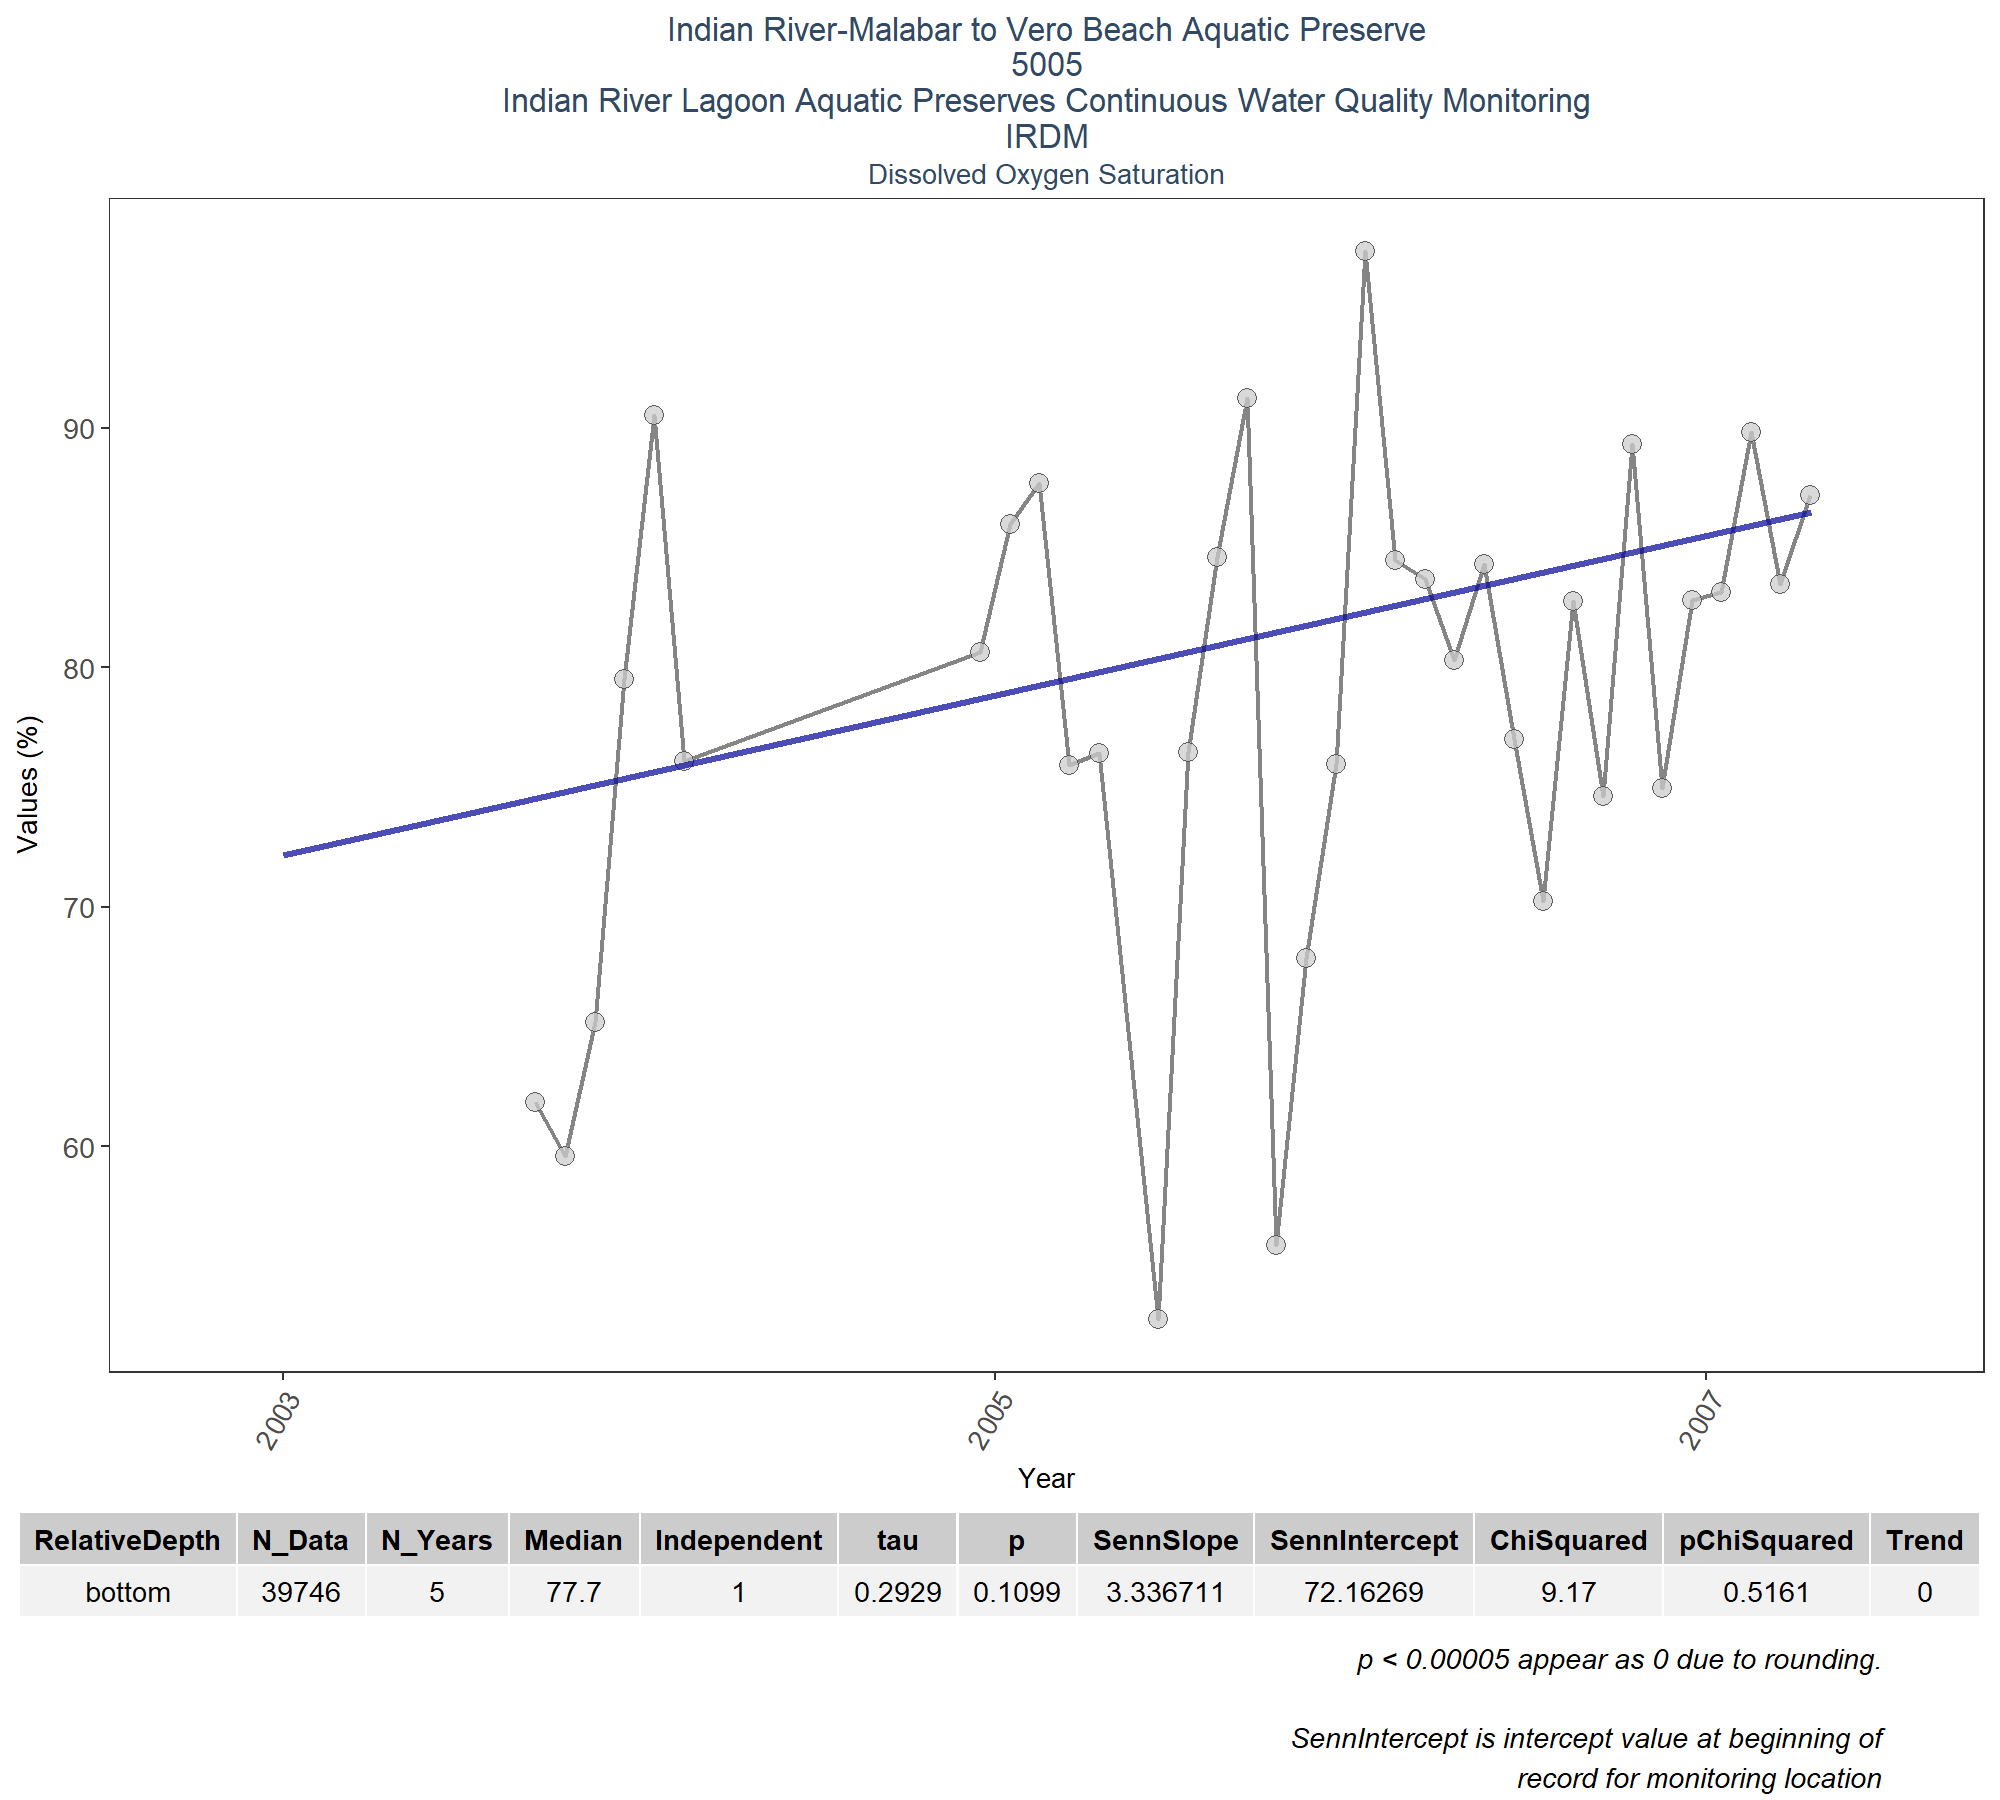 Indian River-Malabar to Vero Beach Aquatic Preserve
5005
Indian River Lagoon Aquatic Preserves Continuous Water Quality Monitoring
IRDM
Dissolved Oxygen Saturation
90
80
70
60
Values (%)
2003
2005
2007
Year
RelativeDepth N_Data N_Years Median Independent tau p SennSlope SennIntercept ChiSquared pChiSquared Trend
bottom 39746 5 77.7 1 0.2929 0.1099 3.336711 72.16269 9.17 0.5161 0
p < 0.00005 appear as 0 due to rounding.
SennIntercept is intercept value at beginning of
record for monitoring location